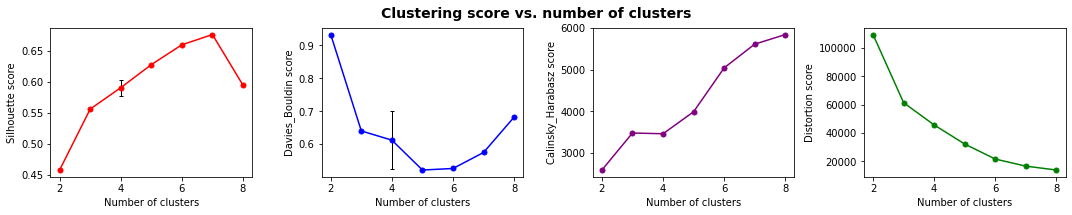 Clustering score vs. number of clusters
Silhouette score
0.65
0.60
0.55
0.50
0.45
2 4 6 8
Number of clusters
Davies_Bouldin score
0.9
0.8
0.7
0.6
2 4 6 8
Number of clusters
Calinsky_Harabasz score
6000
5000
4000
3000
2 4 6 8
Number of clusters
Distortion score
100000
80000
60000
40000
20000
2 4 6 8
Number of clusters